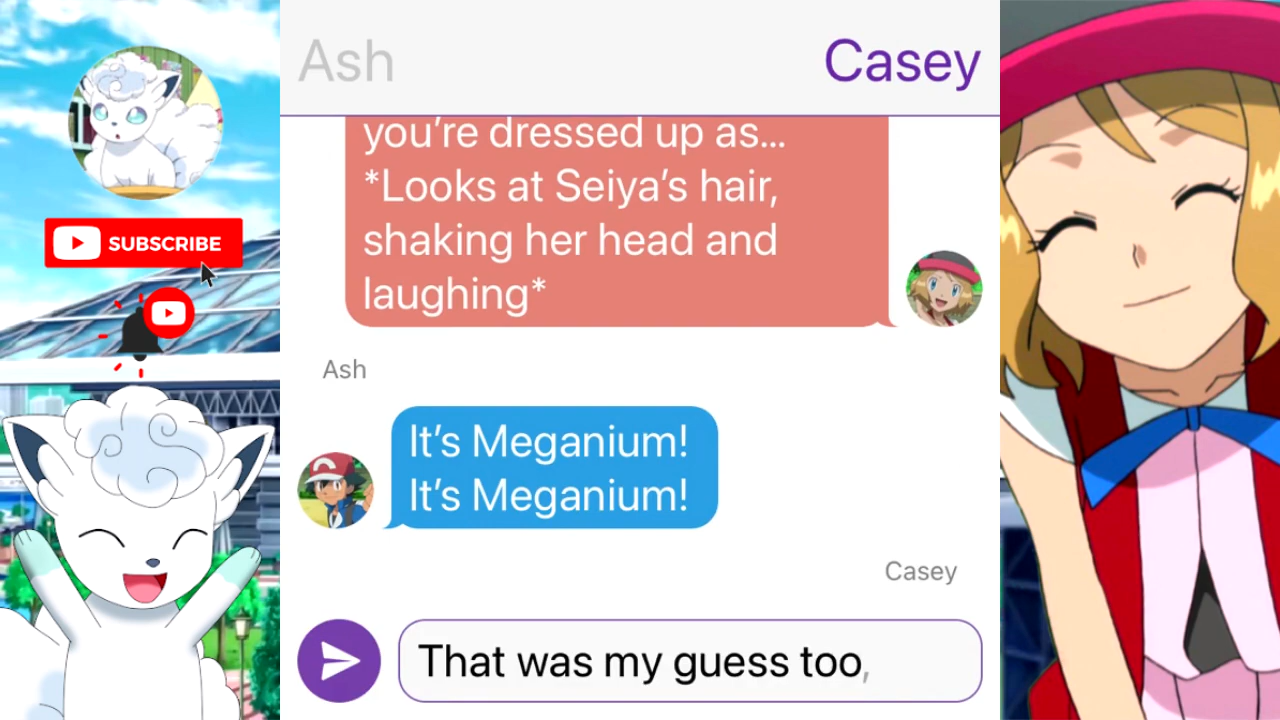 Ash
Casey
you’re dressed up as…
*Looks at Seiya’s hair,
shaking her head and
laughing*
Ash
It’s Meganium!
It’s Meganium!
Casey
That was my guess too,
SUBSCRIBE